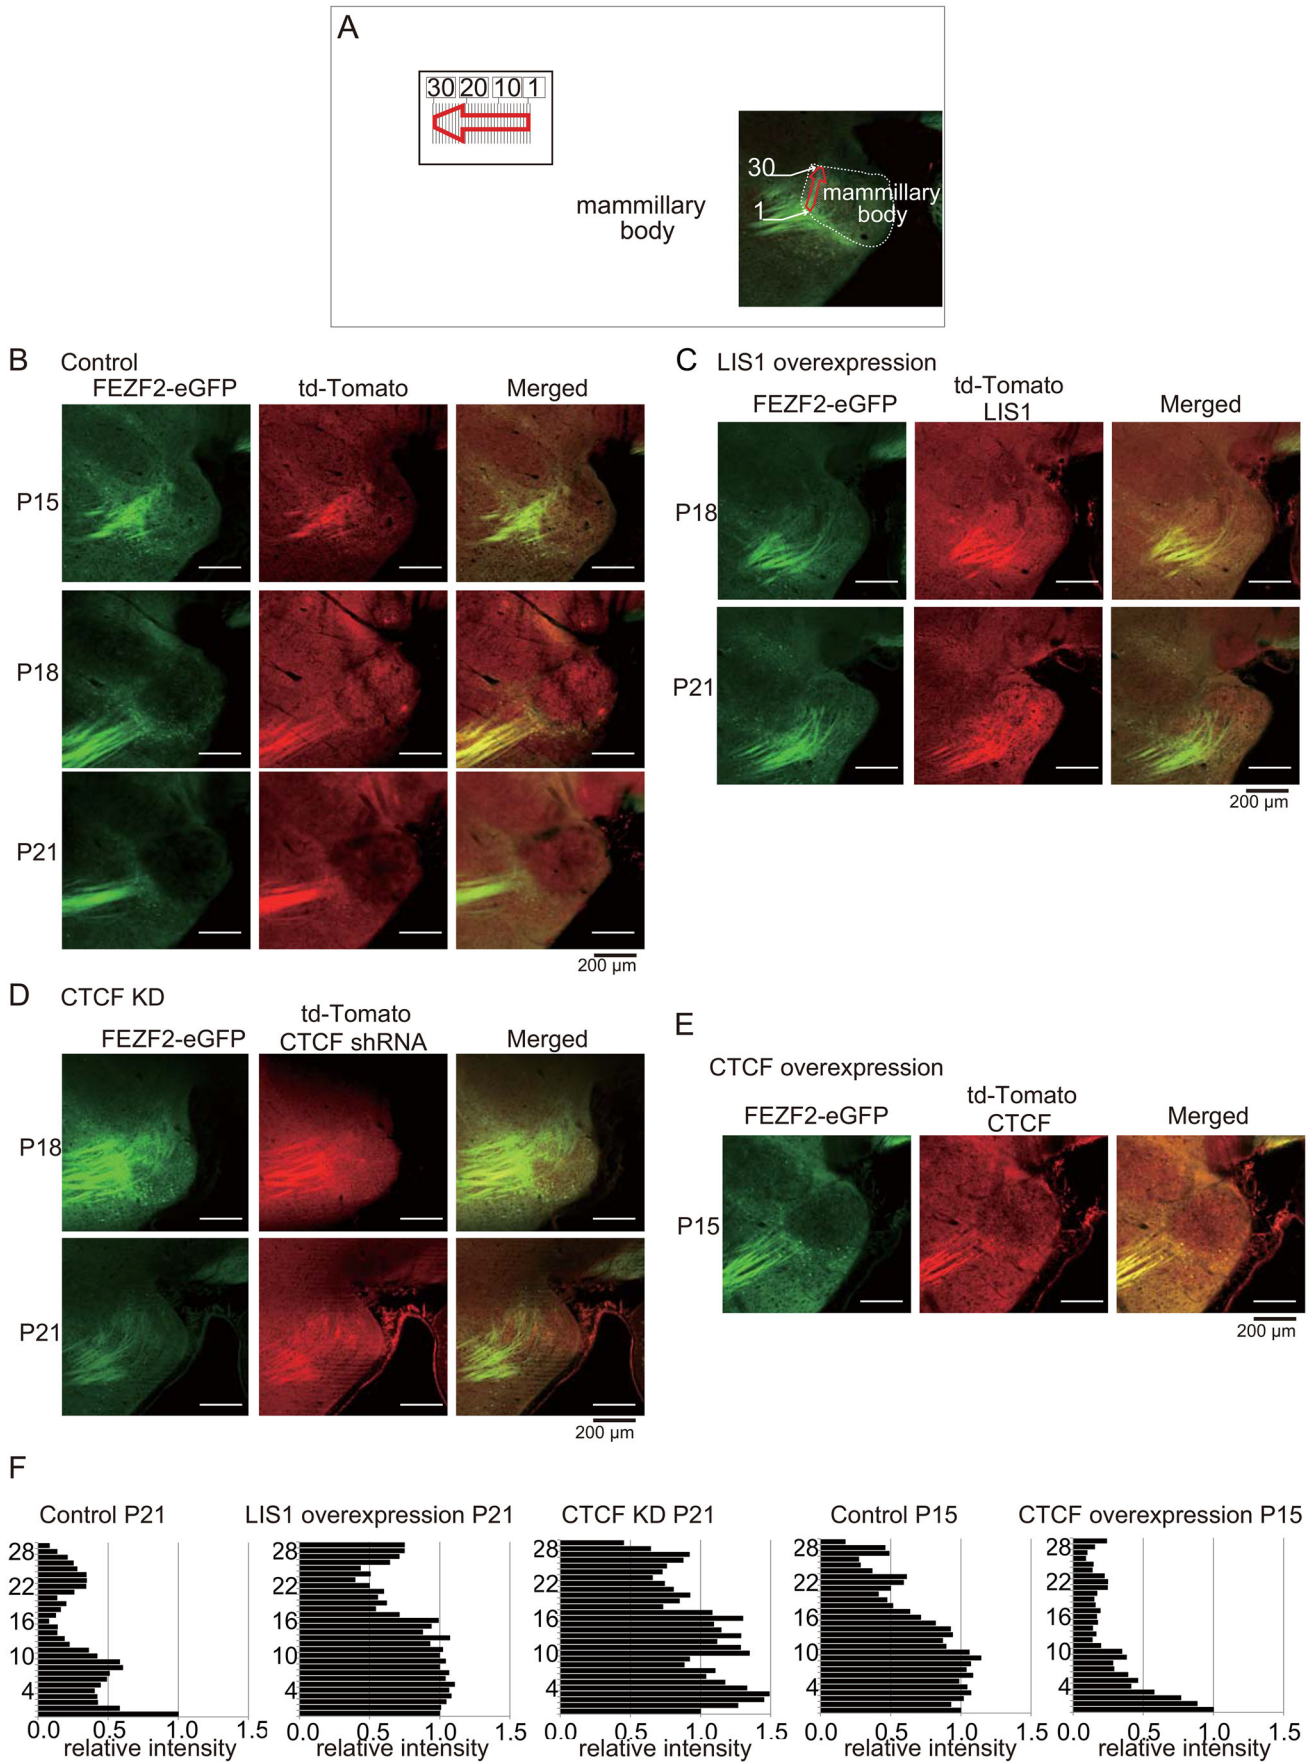 A
30 20 10 1
30
1
mammillary
body
mammillary
body
B Control
FEZF2-eGFP td-Tomato Merged
P15
P18
P21
200 µm
C LIS1 overexpression
FEZF2-eGFP td-Tomato
LIS1 Merged
P18
P21
200 µm
D CTCF KD
FEZF2-eGFP td-Tomato
CTCF shRNA Merged
P18
P21
200 µm
E
CTCF overexpression
FEZF2-eGFP td-Tomato
CTCF Merged
P15
200 µm
F
Control P21
28
22
16
10
4
0.0 0.5 1.0 1.5
relative intensity
LIS1 overexpression P21
28
22
16
10
4
0.0 0.5 1.0 1.5
relative intensity
CTCF KD P21
28
22
16
10
4
0.0 0.5 1.0 1.5
relative intensity
Control P15
28
22
16
10
4
0.0 0.5 1.0 1.5
relative intensity
CTCF overexpression P15
28
22
16
10
4
0.0 0.5 1.0 1.5
relative intensity